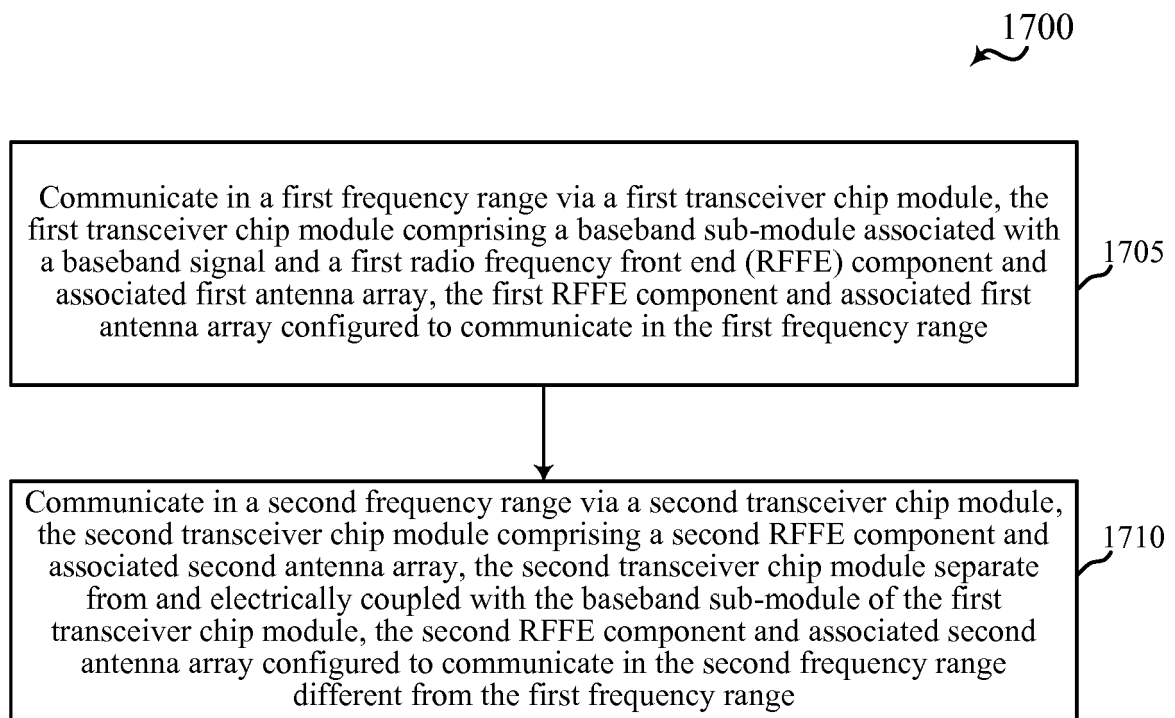 1700
Communicate in a first frequency range via a first transceiver chip module, the
first transceiver chip module comprising a baseband sub-module associated with
a baseband signal and a first radio frequency front end (RFFE) component and
associated first antenna array, the first RFFE component and associated first
antenna array configured to communicate in the first frequency range
1705
Communicate in a second frequency range via a second transceiver chip module,
the second transceiver chip module comprising a second RFFE component and
associated second antenna array, the second transceiver chip module separate
from and electrically coupled with the baseband sub-module of the first
transceiver chip module, the second RFFE component and associated second
antenna array configured to communicate in the second frequency range
different from the first frequency range
1710